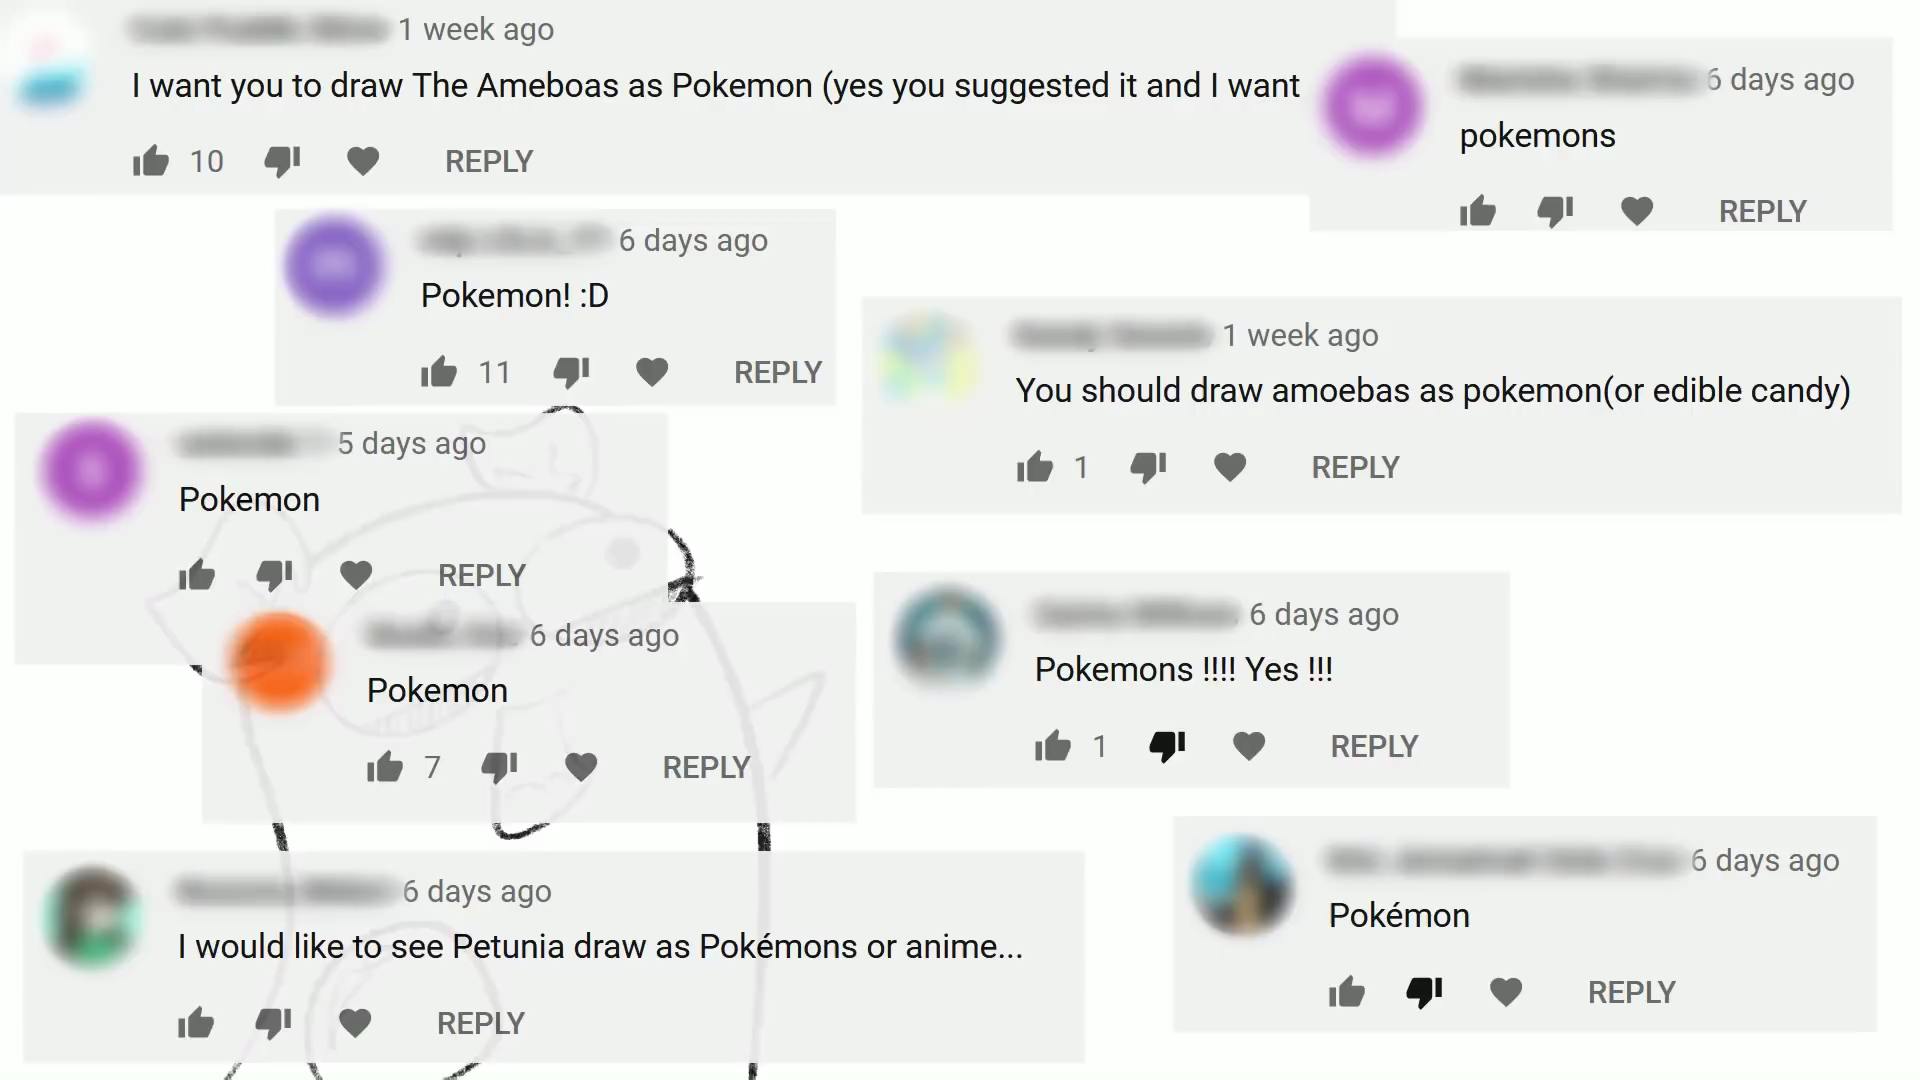 1 week ago
I want you to draw The Ameboas as Pokemon (yes you suggested it and I want
10 REPLY
6 days ago
pokemons
REPLY
6 days ago
Pokemon! :D
11 REPLY
1 week ago
You should draw amoebas as pokemon(or edible candy)
1 REPLY
5 days ago
Pokemon
REPLY
6 days ago
Pokemon
7 REPLY
6 days ago
Pokemons !!!! Yes !!!
1 REPLY
6 days ago
I would like to see Petunia draw as Pokémons or anime...
REPLY
6 days ago
Pokémon
REPLY